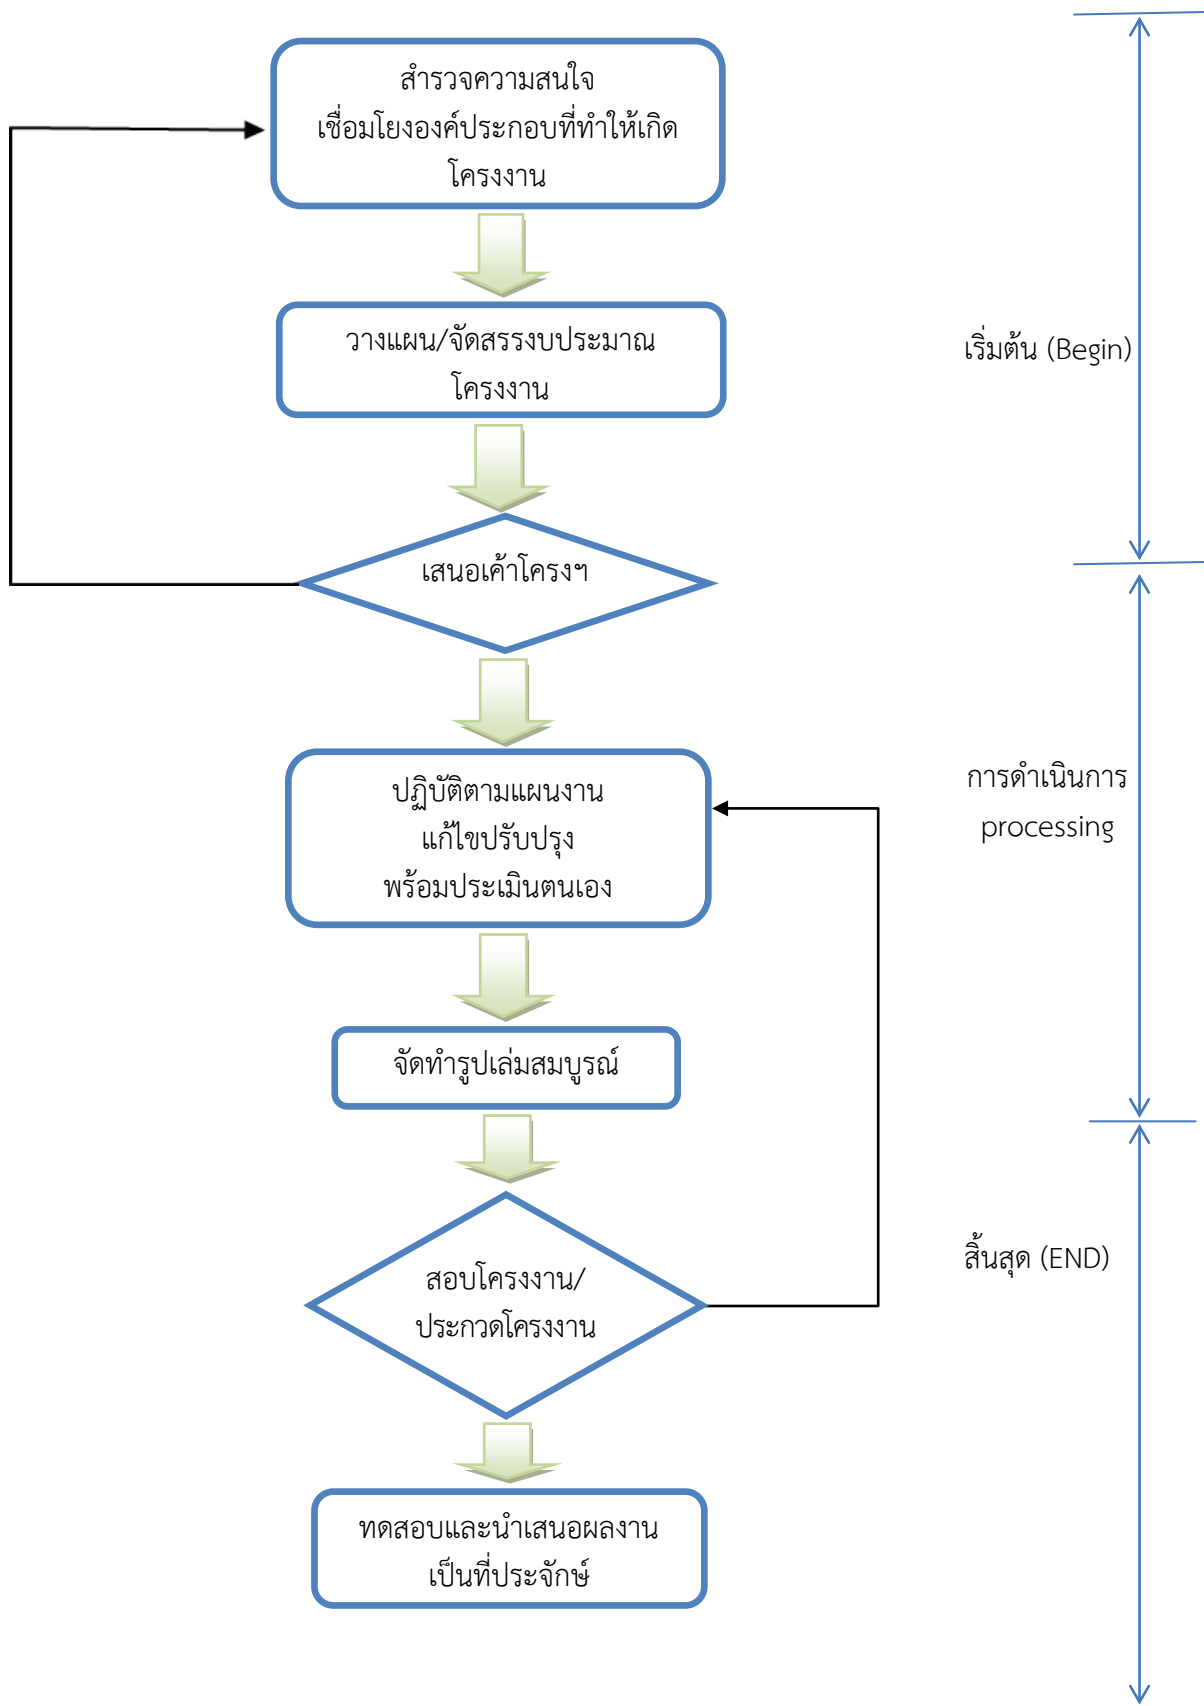 สำรวจความสนใจ
เชื่อมโยงองค์ประกอบที่ทำให้เกิด
โครงงาน
วางแผน/จัดสรรงบประมาณ
โครงงาน
เริ่มต้น (Begin)
เสนอเค้าโครงฯ
ปฏิบัติตามแผนงาน
แก้ไขปรับปรุง
พร้อมประเมินตนเอง
การดำเนินการ
processing
จัดทำรูปเล่มสมบูรณ์
สอบโครงงาน/
ประกวดโครงงาน
สิ้นสุด (END)
ทดสอบและนำเสนอผลงาน
เป็นที่ประจักษ์